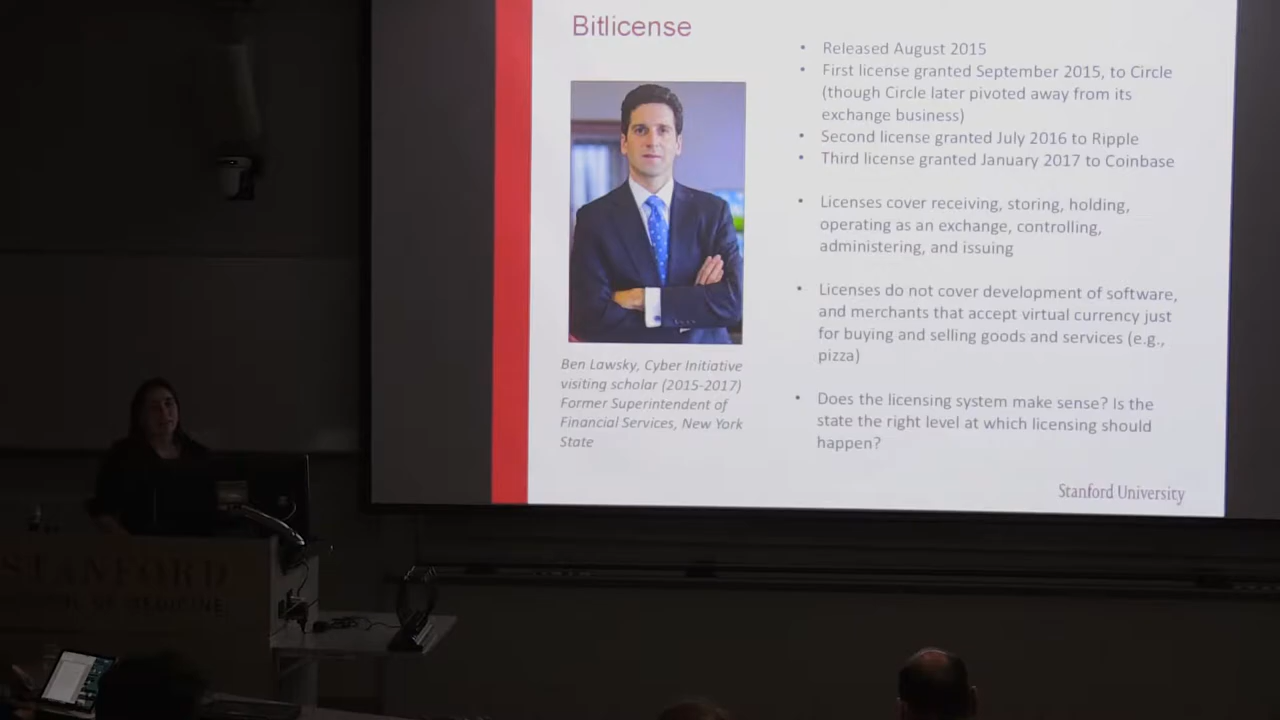 Bitlicense
• Released August 2015
• First license granted September 2015, to Circle
(though Circle later pivoted away from its
exchange business)
• Second license granted July 2016 to Ripple
• Third license granted January 2017 to Coinbase
• Licenses cover receiving, storing, holding,
operating as an exchange, controlling,
administering, and issuing
• Licenses do not cover development of software,
and merchants that accept virtual currency just
for buying and selling goods and services (e.g.,
pizza)
• Does the licensing system make sense? Is the
state the right level at which licensing should
happen?
Ben Lawsky, Cyber Initiative
visiting scholar (2015-2017)
Former Superintendent of
Financial Services, New York
State
Stanford University
STANFORD
SCHOOL OF MEDICINE